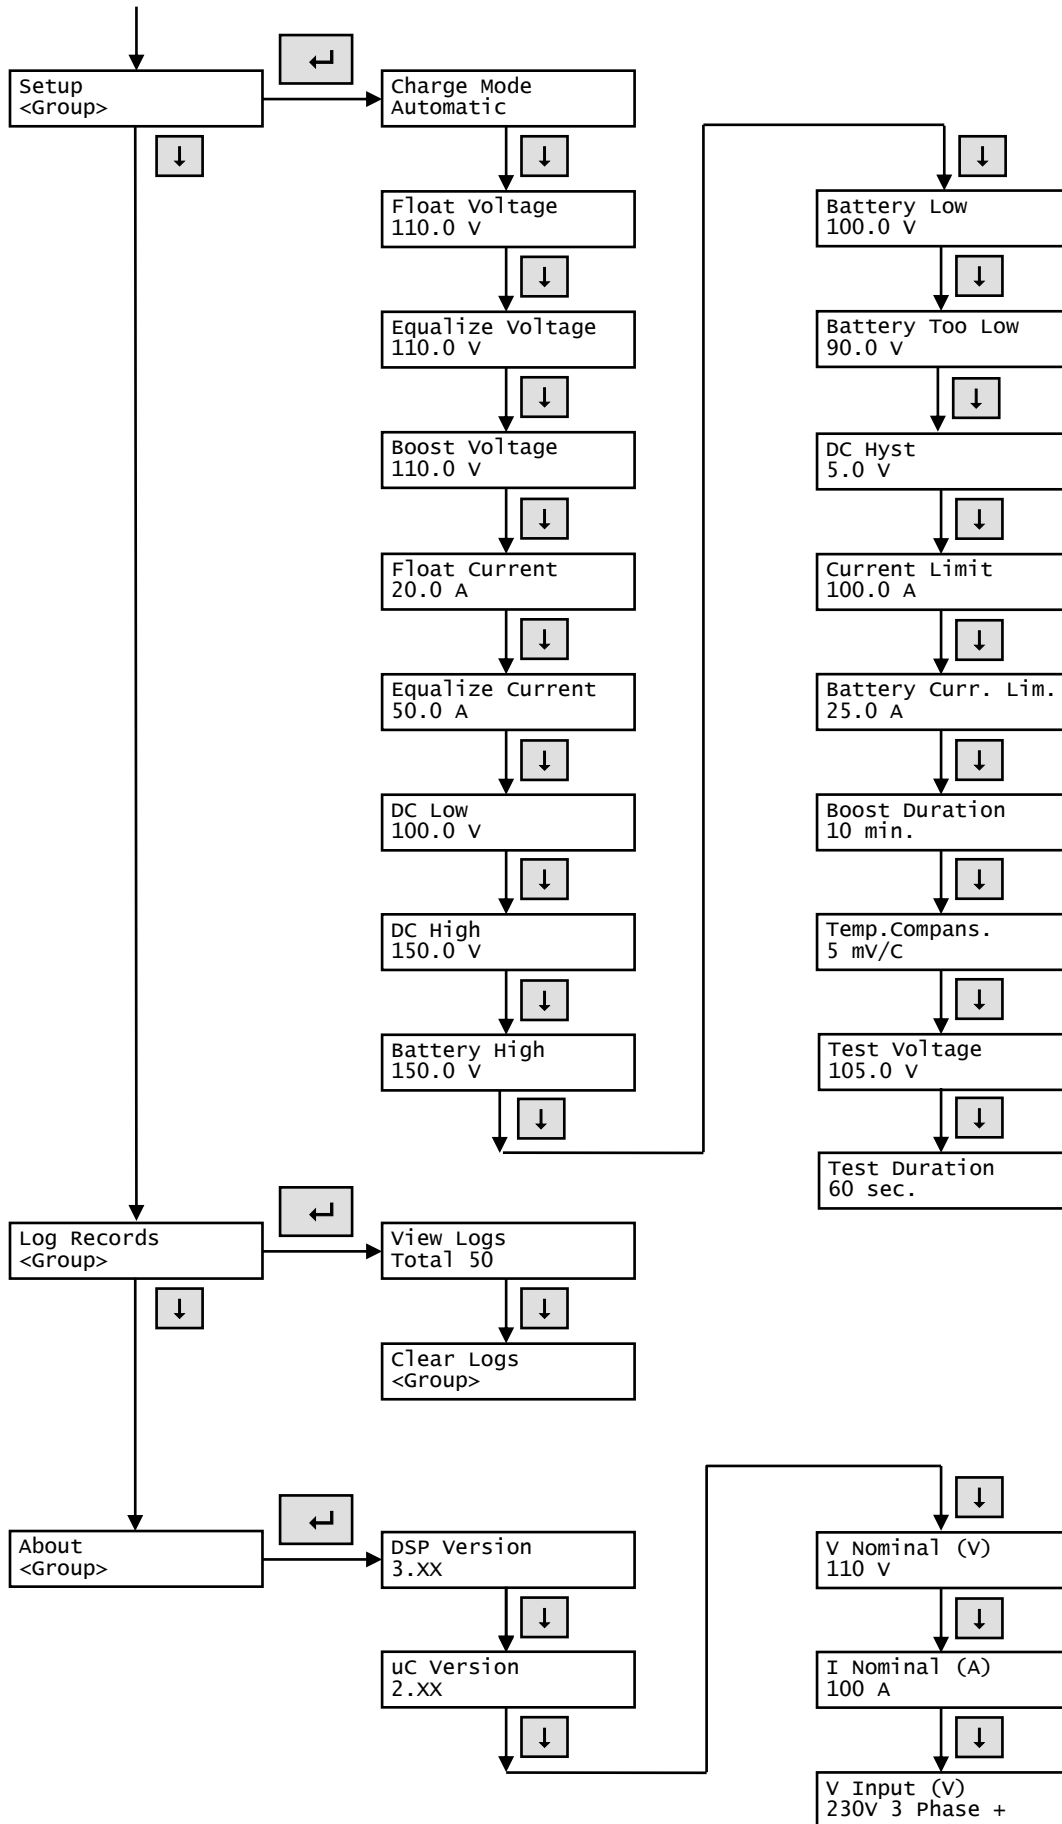 Setup
<Group>
Charge Mode
Automatic
Float Voltage
110.0 V
Equalize Voltage
110.0 V
Boost Voltage
110.0 V
Float Current
20.0 A
Equalize Current
50.0 A
DC Low
100.0 V
DC High
150.0 V
Battery High
150.0 V
Battery Low
100.0 V
Battery Too Low
90.0 V
DC Hyst
5.0 V
Current Limit
100.0 A
Battery Curr. Lim.
25.0 A
Boost Duration
10 min.
Temp.Compans.
5 mV/C
Test Voltage
105.0 V
Test Duration
60 sec.
Log Records
<Group>
View Logs
Total 50
Clear Logs
<Group>
About
<Group>
DSP Version
3.XX
uC Version
2.XX
V Nominal (V)
110 V
I Nominal (A)
100 A
V Input (V)
230V 3 Phase +